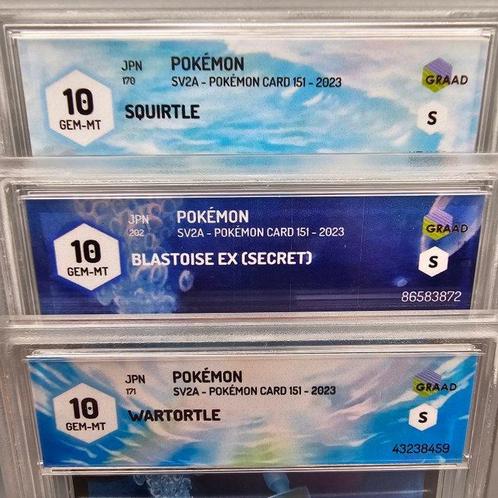 10
GEM-MT
JPN
170
POKÉMON
SV2A - POKÉMON CARD 151 - 2023
SQUIRTLE
GRAAD
S
10
GEM-MT
JPN
202
POKÉMON
SV2A - POKÉMON CARD 151 - 2023
BLASTOISE EX (SECRET)
GRAAD
S
86583872
10
GEM-MT
JPN
171
POKÉMON
SV2A - POKÉMON CARD 151 - 2023
WARTORTLE
GRAAD
S
43238459